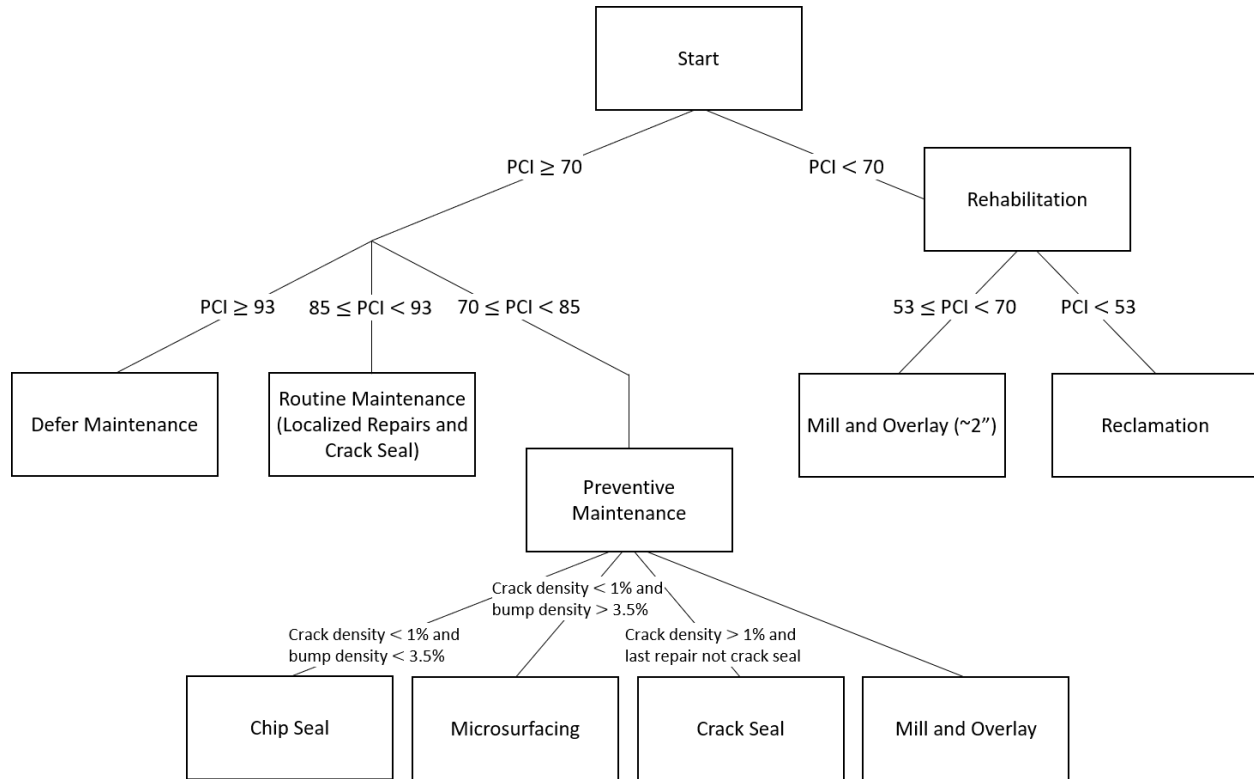 Start
PCI ≥ 70
PCI < 70
Rehabilitation
PCI ≥ 93
85 ≤ PCI < 93
70 ≤ PCI < 85
53 ≤ PCI < 70
PCI < 53
Defer Maintenance
Routine Maintenance
(Localized Repairs and
Crack Seal)
Mill and Overlay (~2”)
Reclamation
Preventive
Maintenance
Crack density < 1% and
bump density > 3.5%
Crack density < 1% and
bump density < 3.5%
Crack density > 1% and
last repair not crack seal
Chip Seal
Microsurfacing
Crack Seal
Mill and Overlay